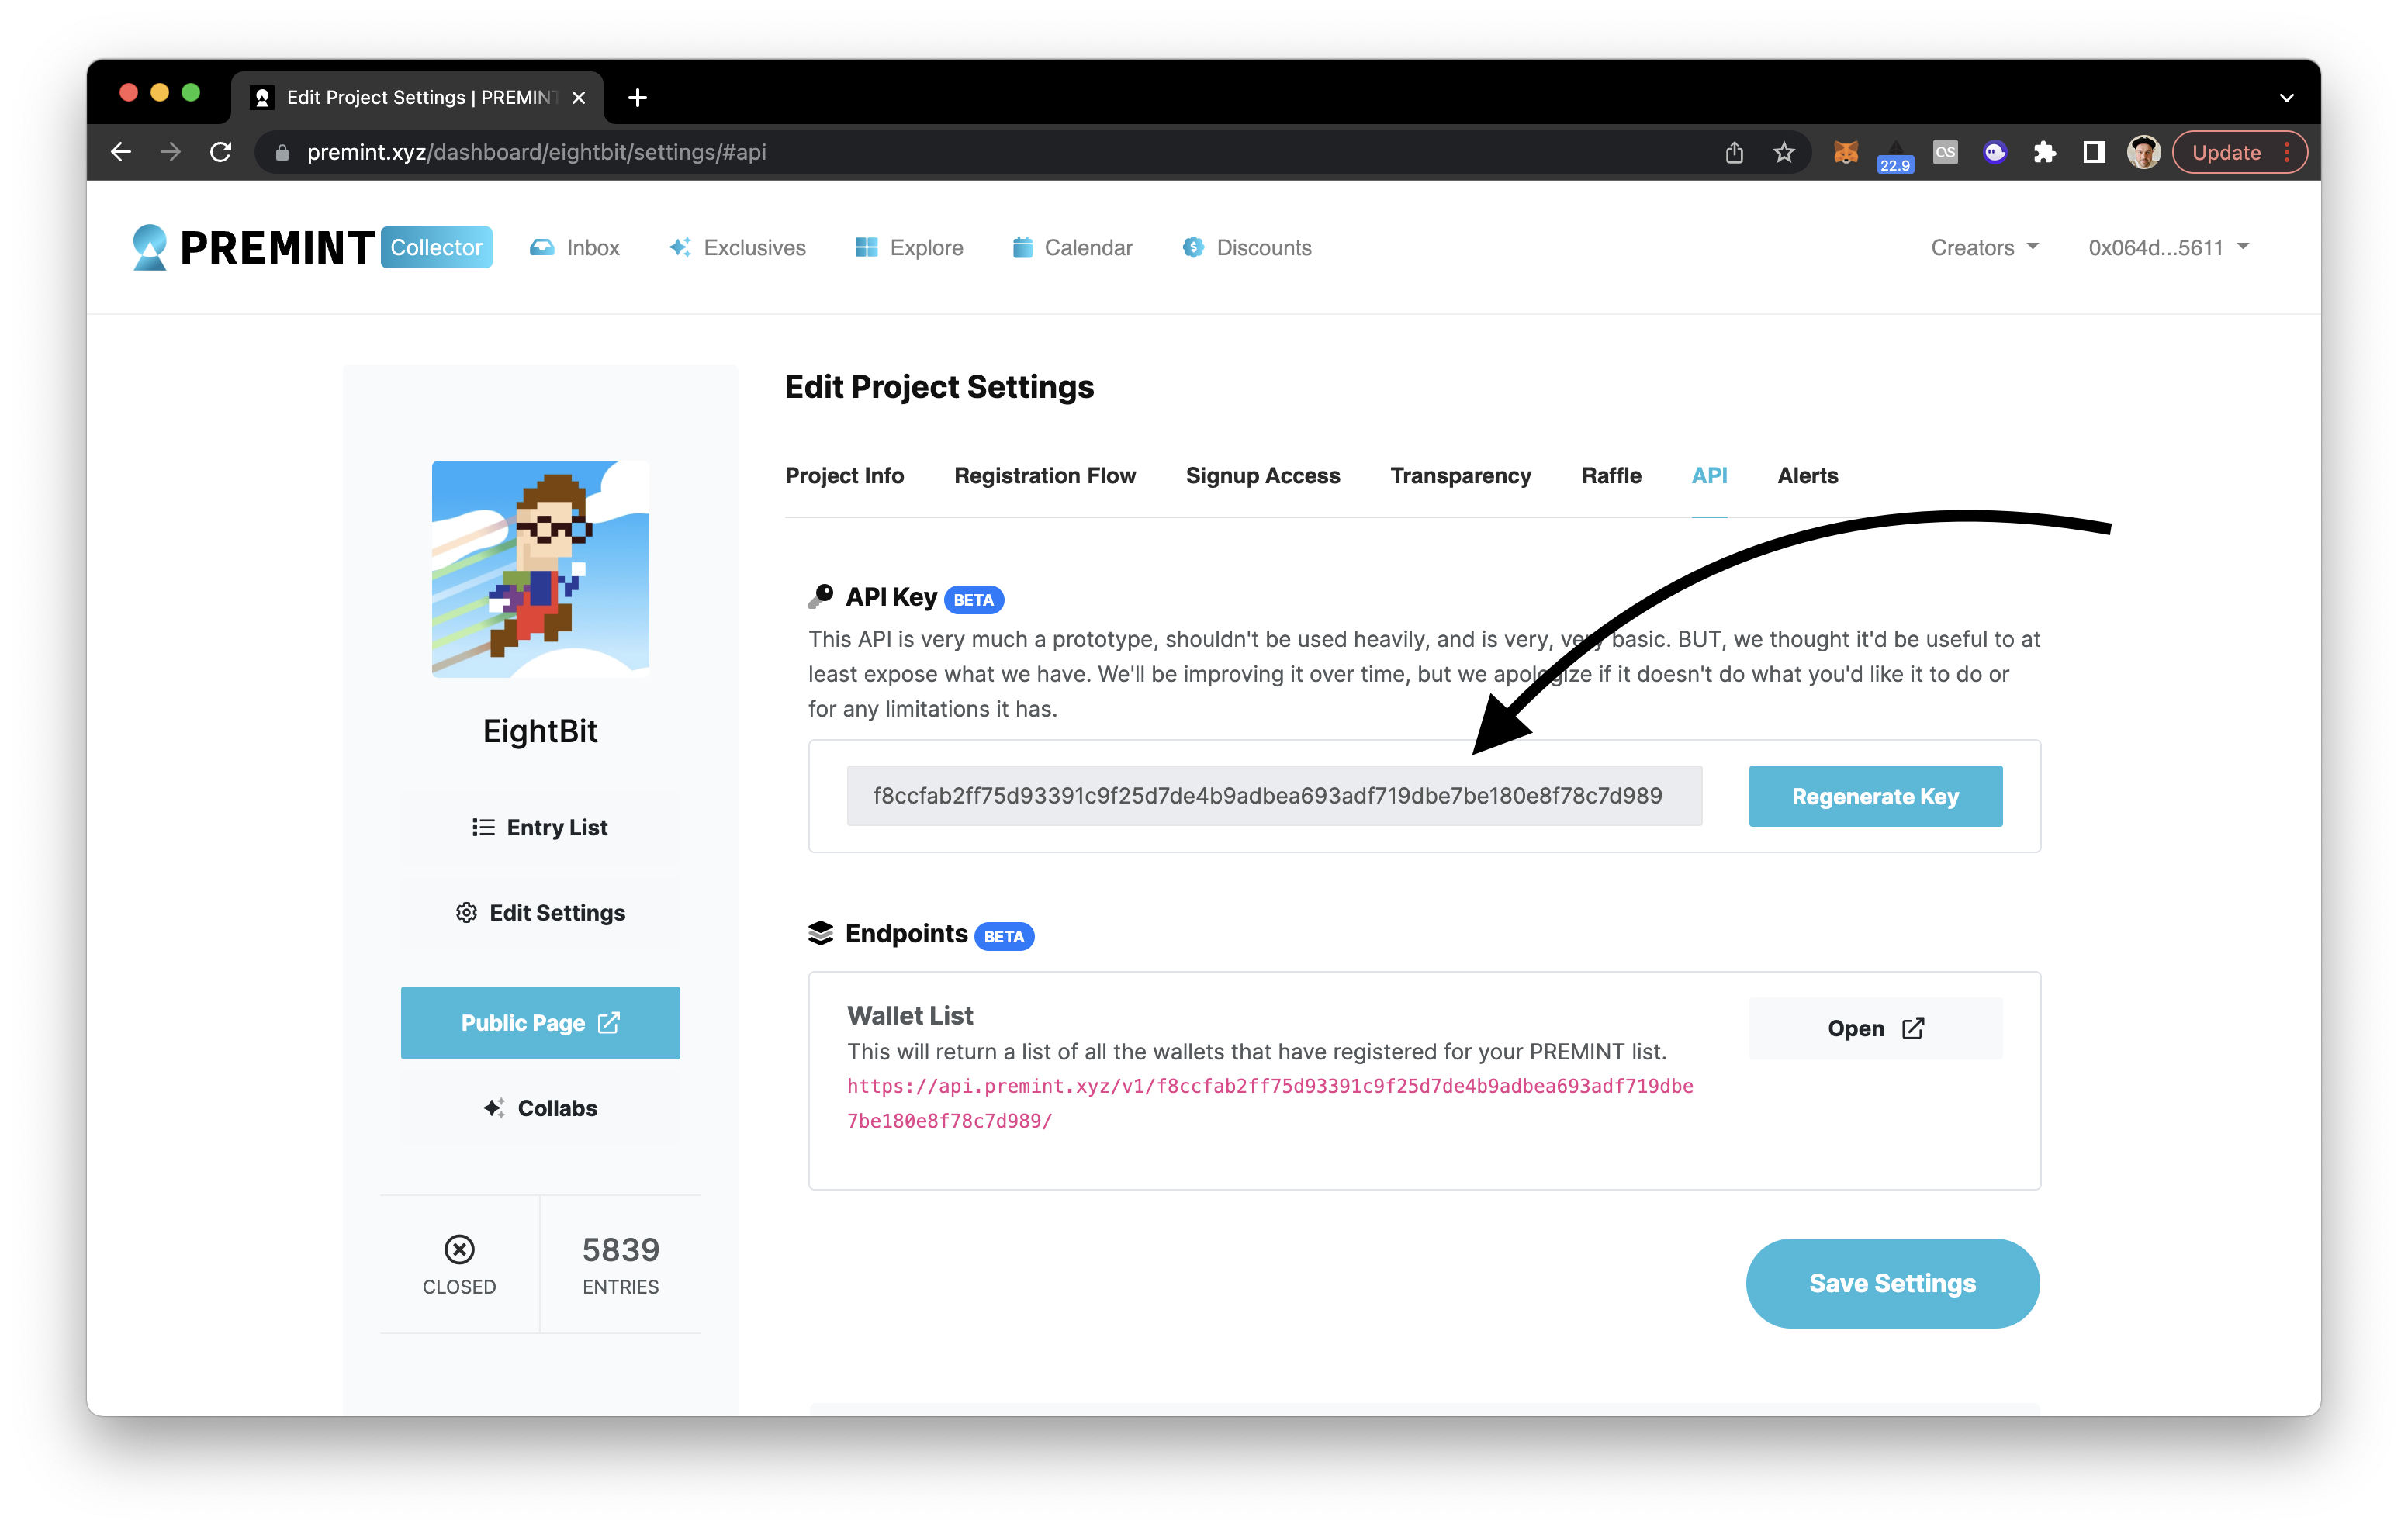 Edit Project Settings | PREMINT
premint.xyz/dashboard/eightbit/settings/#api
22.9
Update
PREMINT Collector
Inbox
Exclusives
Explore
Calendar
Discounts
Creators
0x064d...5611
EightBit
Entry List
Edit Settings
Public Page
Collabs
CLOSED
5839
ENTRIES
Edit Project Settings
Project Info
Registration Flow
Signup Access
Transparency
Raffle
API
Alerts
API Key BETA
This API is very much a prototype, shouldn't be used heavily, and is very, very basic. BUT, we thought it'd be useful to at
least expose what we have. We'll be improving it over time, but we apologize if it doesn't do what you'd like it to do or
for any limitations it has.
f8ccfab2ff75d93391c9f25d7de4b9adbea693adf719dbe7be180e8f78c7d989
Regenerate Key
Endpoints BETA
Wallet List
This will return a list of all the wallets that have registered for your PREMINT list.
https://api.premint.xyz/v1/f8ccfab2ff75d93391c9f25d7de4b9adbea693adf719dbe
7be180e8f78c7d989/
Open
Save Settings